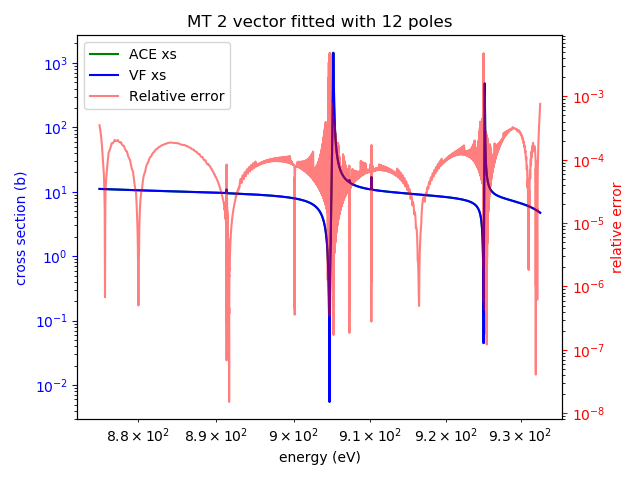 MT 2 vector fitted with 12 poles
ACE xs
VF xs
Relative error
cross section (b)
10³
10²
10¹
10⁰
10⁻¹
10⁻²
relative error
10⁻³
10⁻⁴
10⁻⁵
10⁻⁶
10⁻⁷
10⁻⁸
8.8 × 10² 8.9 × 10² 9 × 10² 9.1 × 10² 9.2 × 10² 9.3 × 10²
energy (eV)